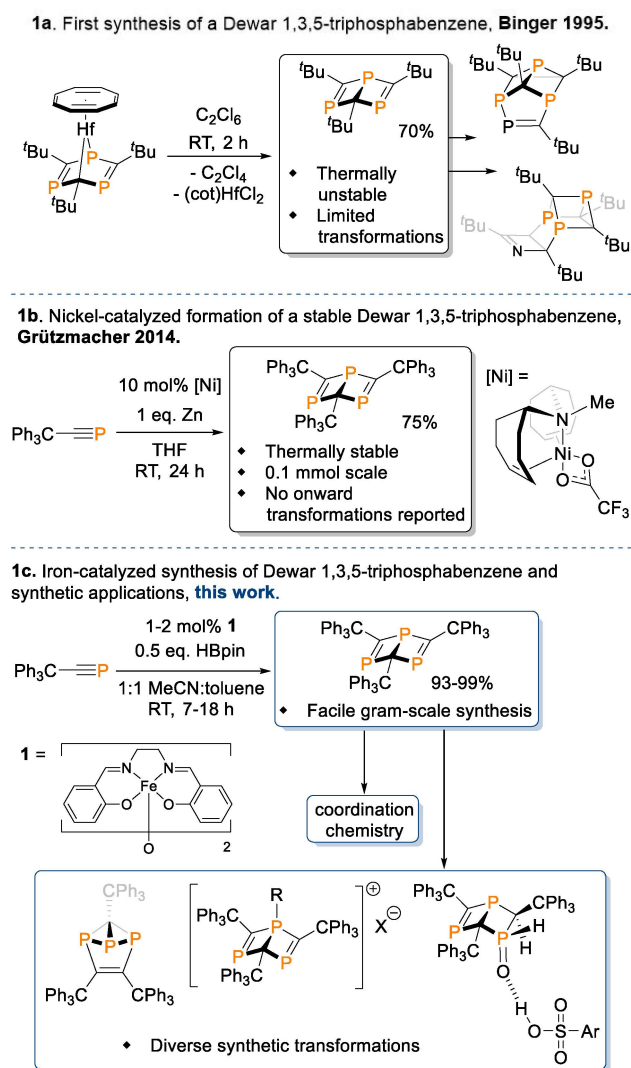 1a. First synthesis of a Dewar 1,3,5-triphosphabenzene, Binger 1995.
Hf
P
tBu
tBu
P
P
tBu
C2Cl6
RT, 2 h
- C2Cl4
- (cot)HfCl2
tBu
P
tBu
P
P
tBu
70%
Thermally
unstable
Limited
transformations
tBu
P
tBu
P
P
P
tBu
tBu
P
tBu
P
tBu
P
N
tBu
tBu
1b. Nickel-catalyzed formation of a stable Dewar 1,3,5-triphosphabenzene,
Grützmacher 2014.
Ph3C
P
10 mol% [Ni]
1 eq. Zn
THF
RT, 24 h
Ph3C
P
CPh3
P
P
Ph3C
75%
Thermally stable
0.1 mmol scale
No onward
transformations reported
[Ni] =
N
Me
Ni
O
O
CF3
1c. Iron-catalyzed synthesis of Dewar 1,3,5-triphosphabenzene and
synthetic applications, this work.
Ph3C
P
1-2 mol% 1
0.5 eq. HBpin
1:1 MeCN:toluene
RT, 7-18 h
Ph3C
P
CPh3
P
P
Ph3C
93-99%
Facile gram-scale synthesis
1 =
N
N
Fe
O
O
O
2
coordination
chemistry
CPh3
P
P
P
Ph3C
CPh3
R
Ph3C
P
CPh3
P
P
Ph3C
+
X−
Ph3C
P
CPh3
P
H
P
H
Ph3C
O
H
O
O
S
Ar
O
Diverse synthetic transformations